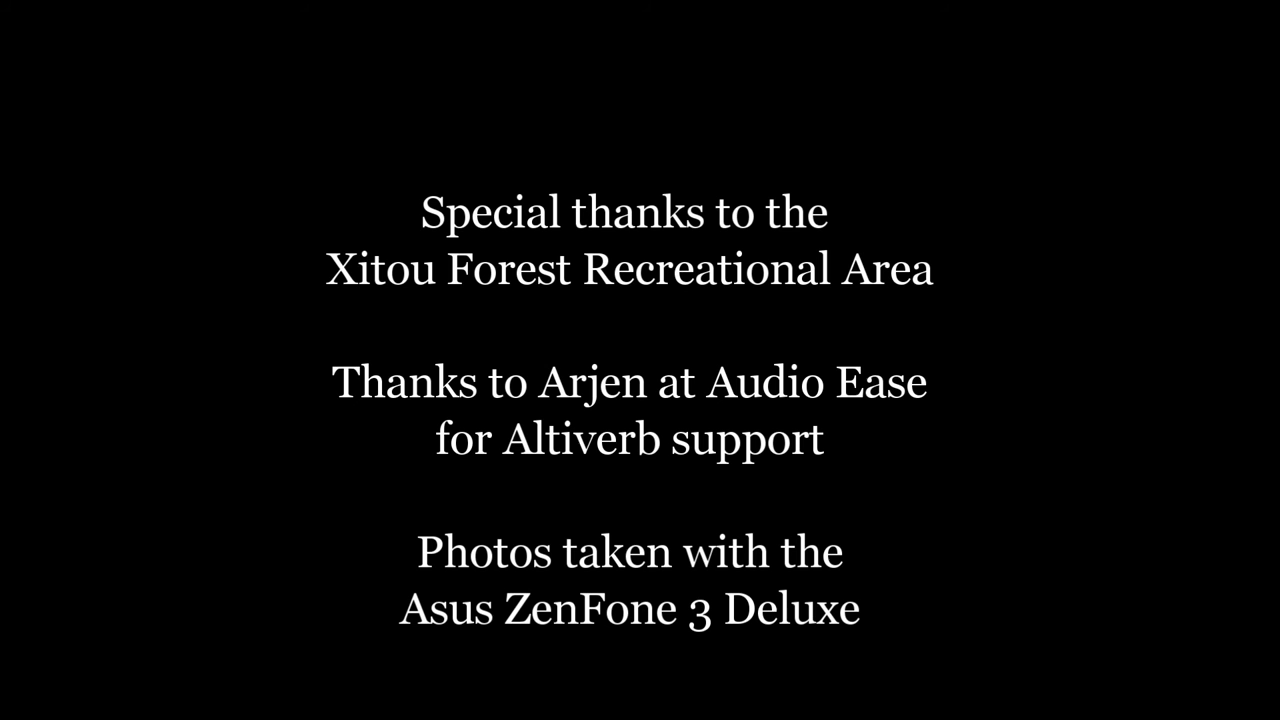 Special thanks to the
Xitou Forest Recreational Area
Thanks to Arjen at Audio Ease
for Altiverb support
Photos taken with the
Asus ZenFone 3 Deluxe